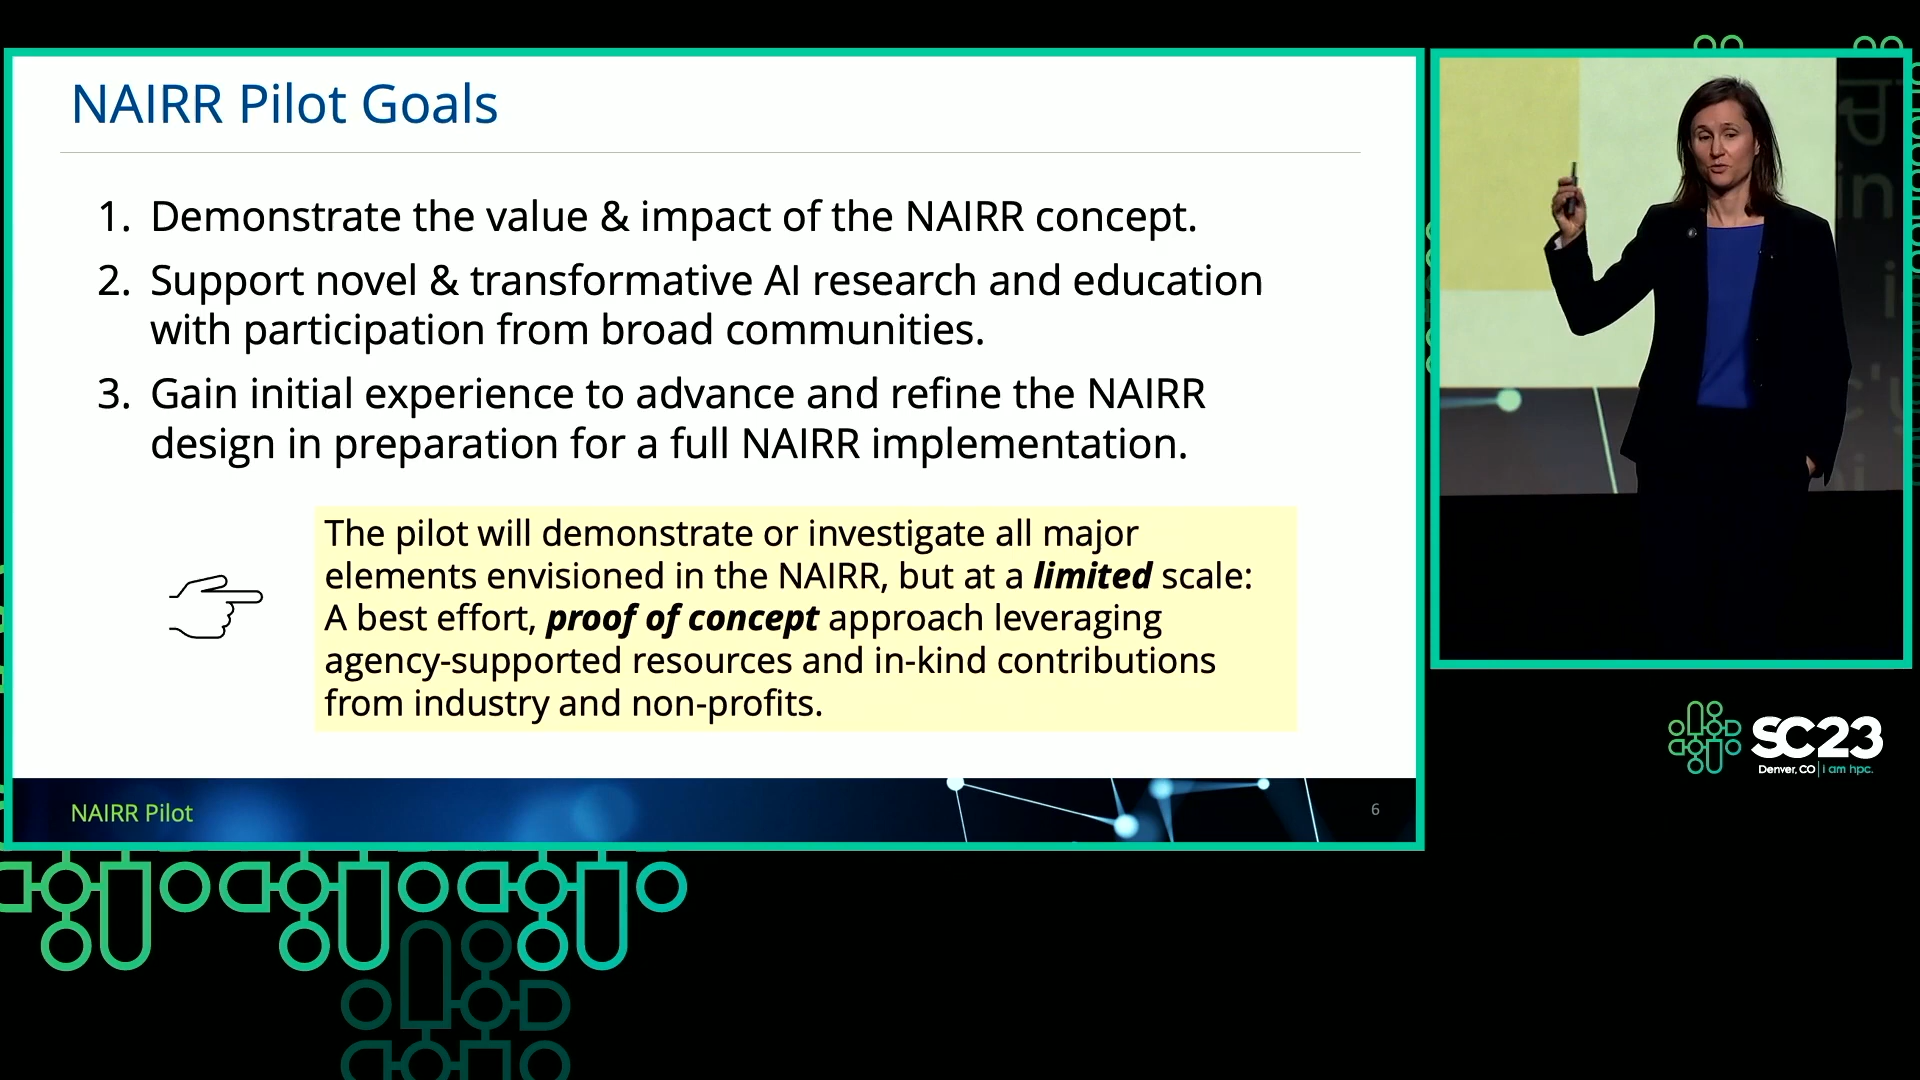 NAIRR Pilot Goals
1. Demonstrate the value & impact of the NAIRR concept.
2. Support novel & transformative AI research and education
with participation from broad communities.
3. Gain initial experience to advance and refine the NAIRR
design in preparation for a full NAIRR implementation.
The pilot will demonstrate or investigate all major
elements envisioned in the NAIRR, but at a limited scale:
A best effort, proof of concept approach leveraging
agency-supported resources and in-kind contributions
from industry and non-profits.
NAIRR Pilot
6
SC23
Denver, CO | i am hpc.